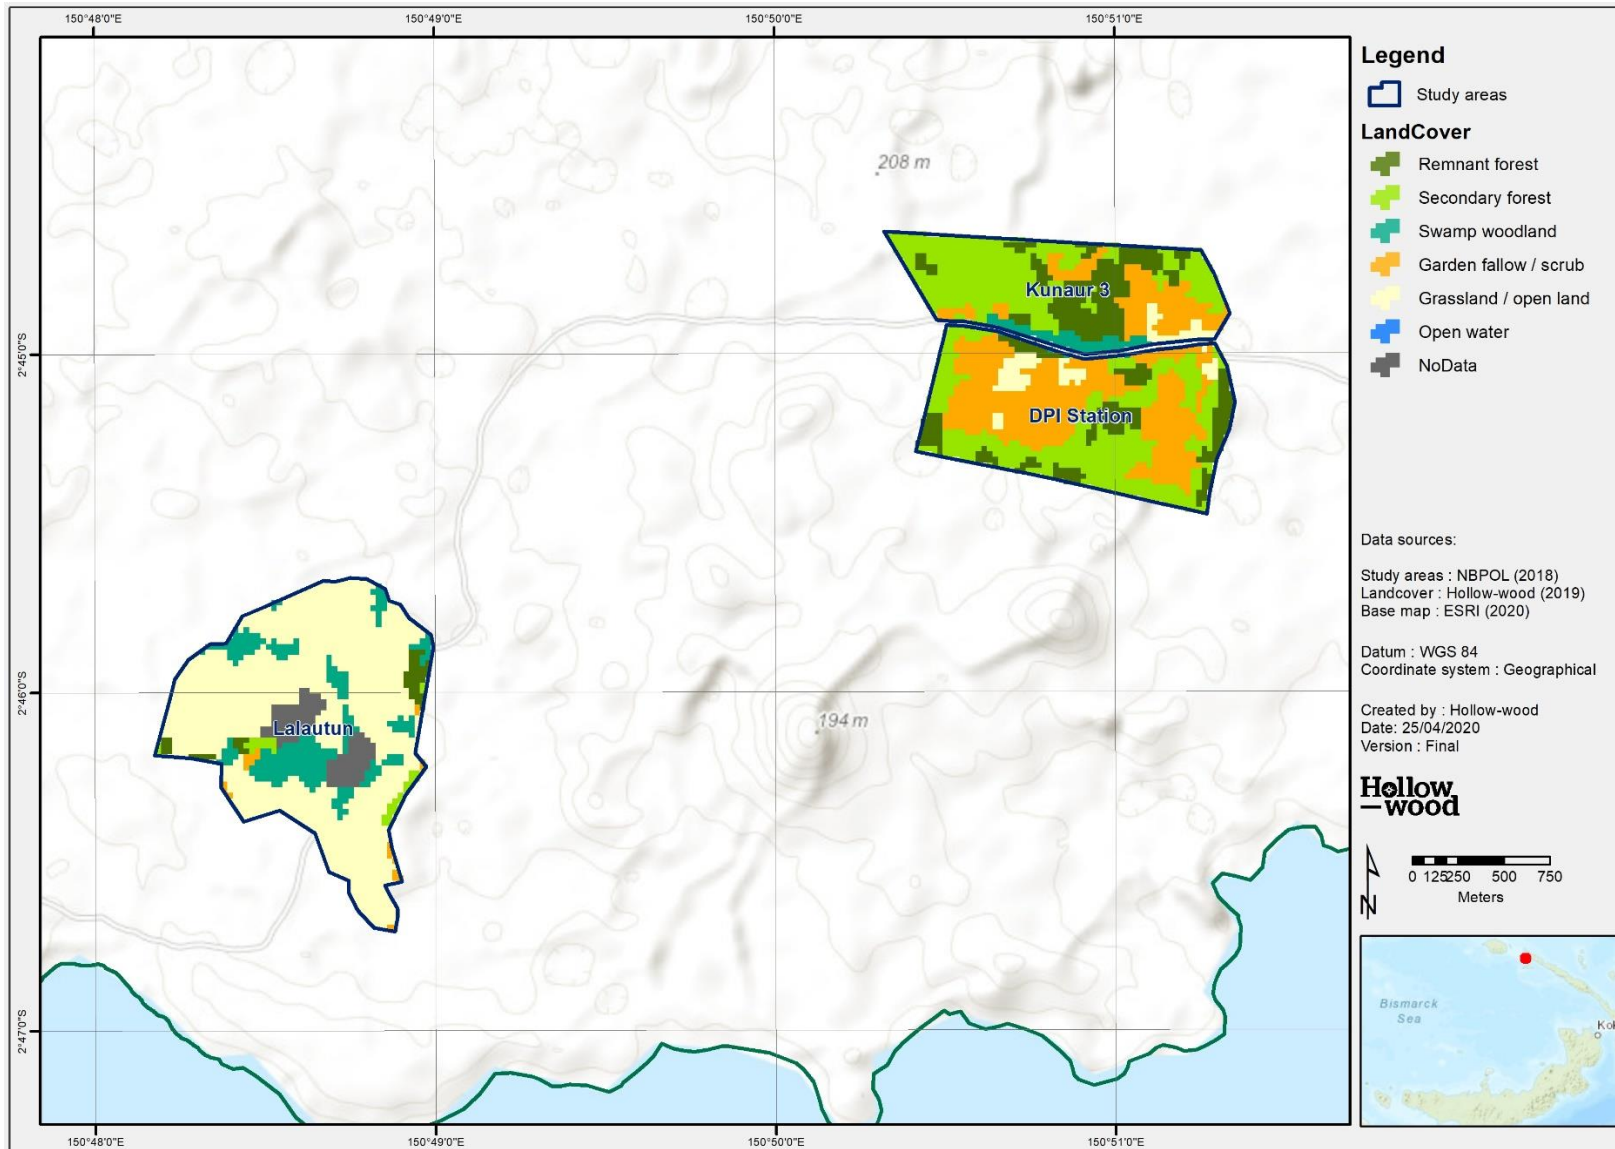 150°48'0"E
150°49'0"E
150°50'0"E
150°51'0"E
2°45'0"S
2°46'0"S
2°47'0"S
208 m
Kunaur 3
DPI Station
Lalautun
194 m
150°48'0"E
150°49'0"E
150°50'0"E
150°51'0"E
Legend
Study areas
LandCover
Remnant forest
Secondary forest
Swamp woodland
Garden fallow / scrub
Grassland / open land
Open water
NoData
Data sources:
Study areas : NBPOL (2018)
Landcover : Hollow-wood (2019)
Base map : ESRI (2020)
Datum : WGS 84
Coordinate system : Geographical
Created by : Hollow-wood
Date: 25/04/2020
Version : Final
Hollow
—wood
N
0 125 250 500 750
Meters
Bismarck
Sea
Kok